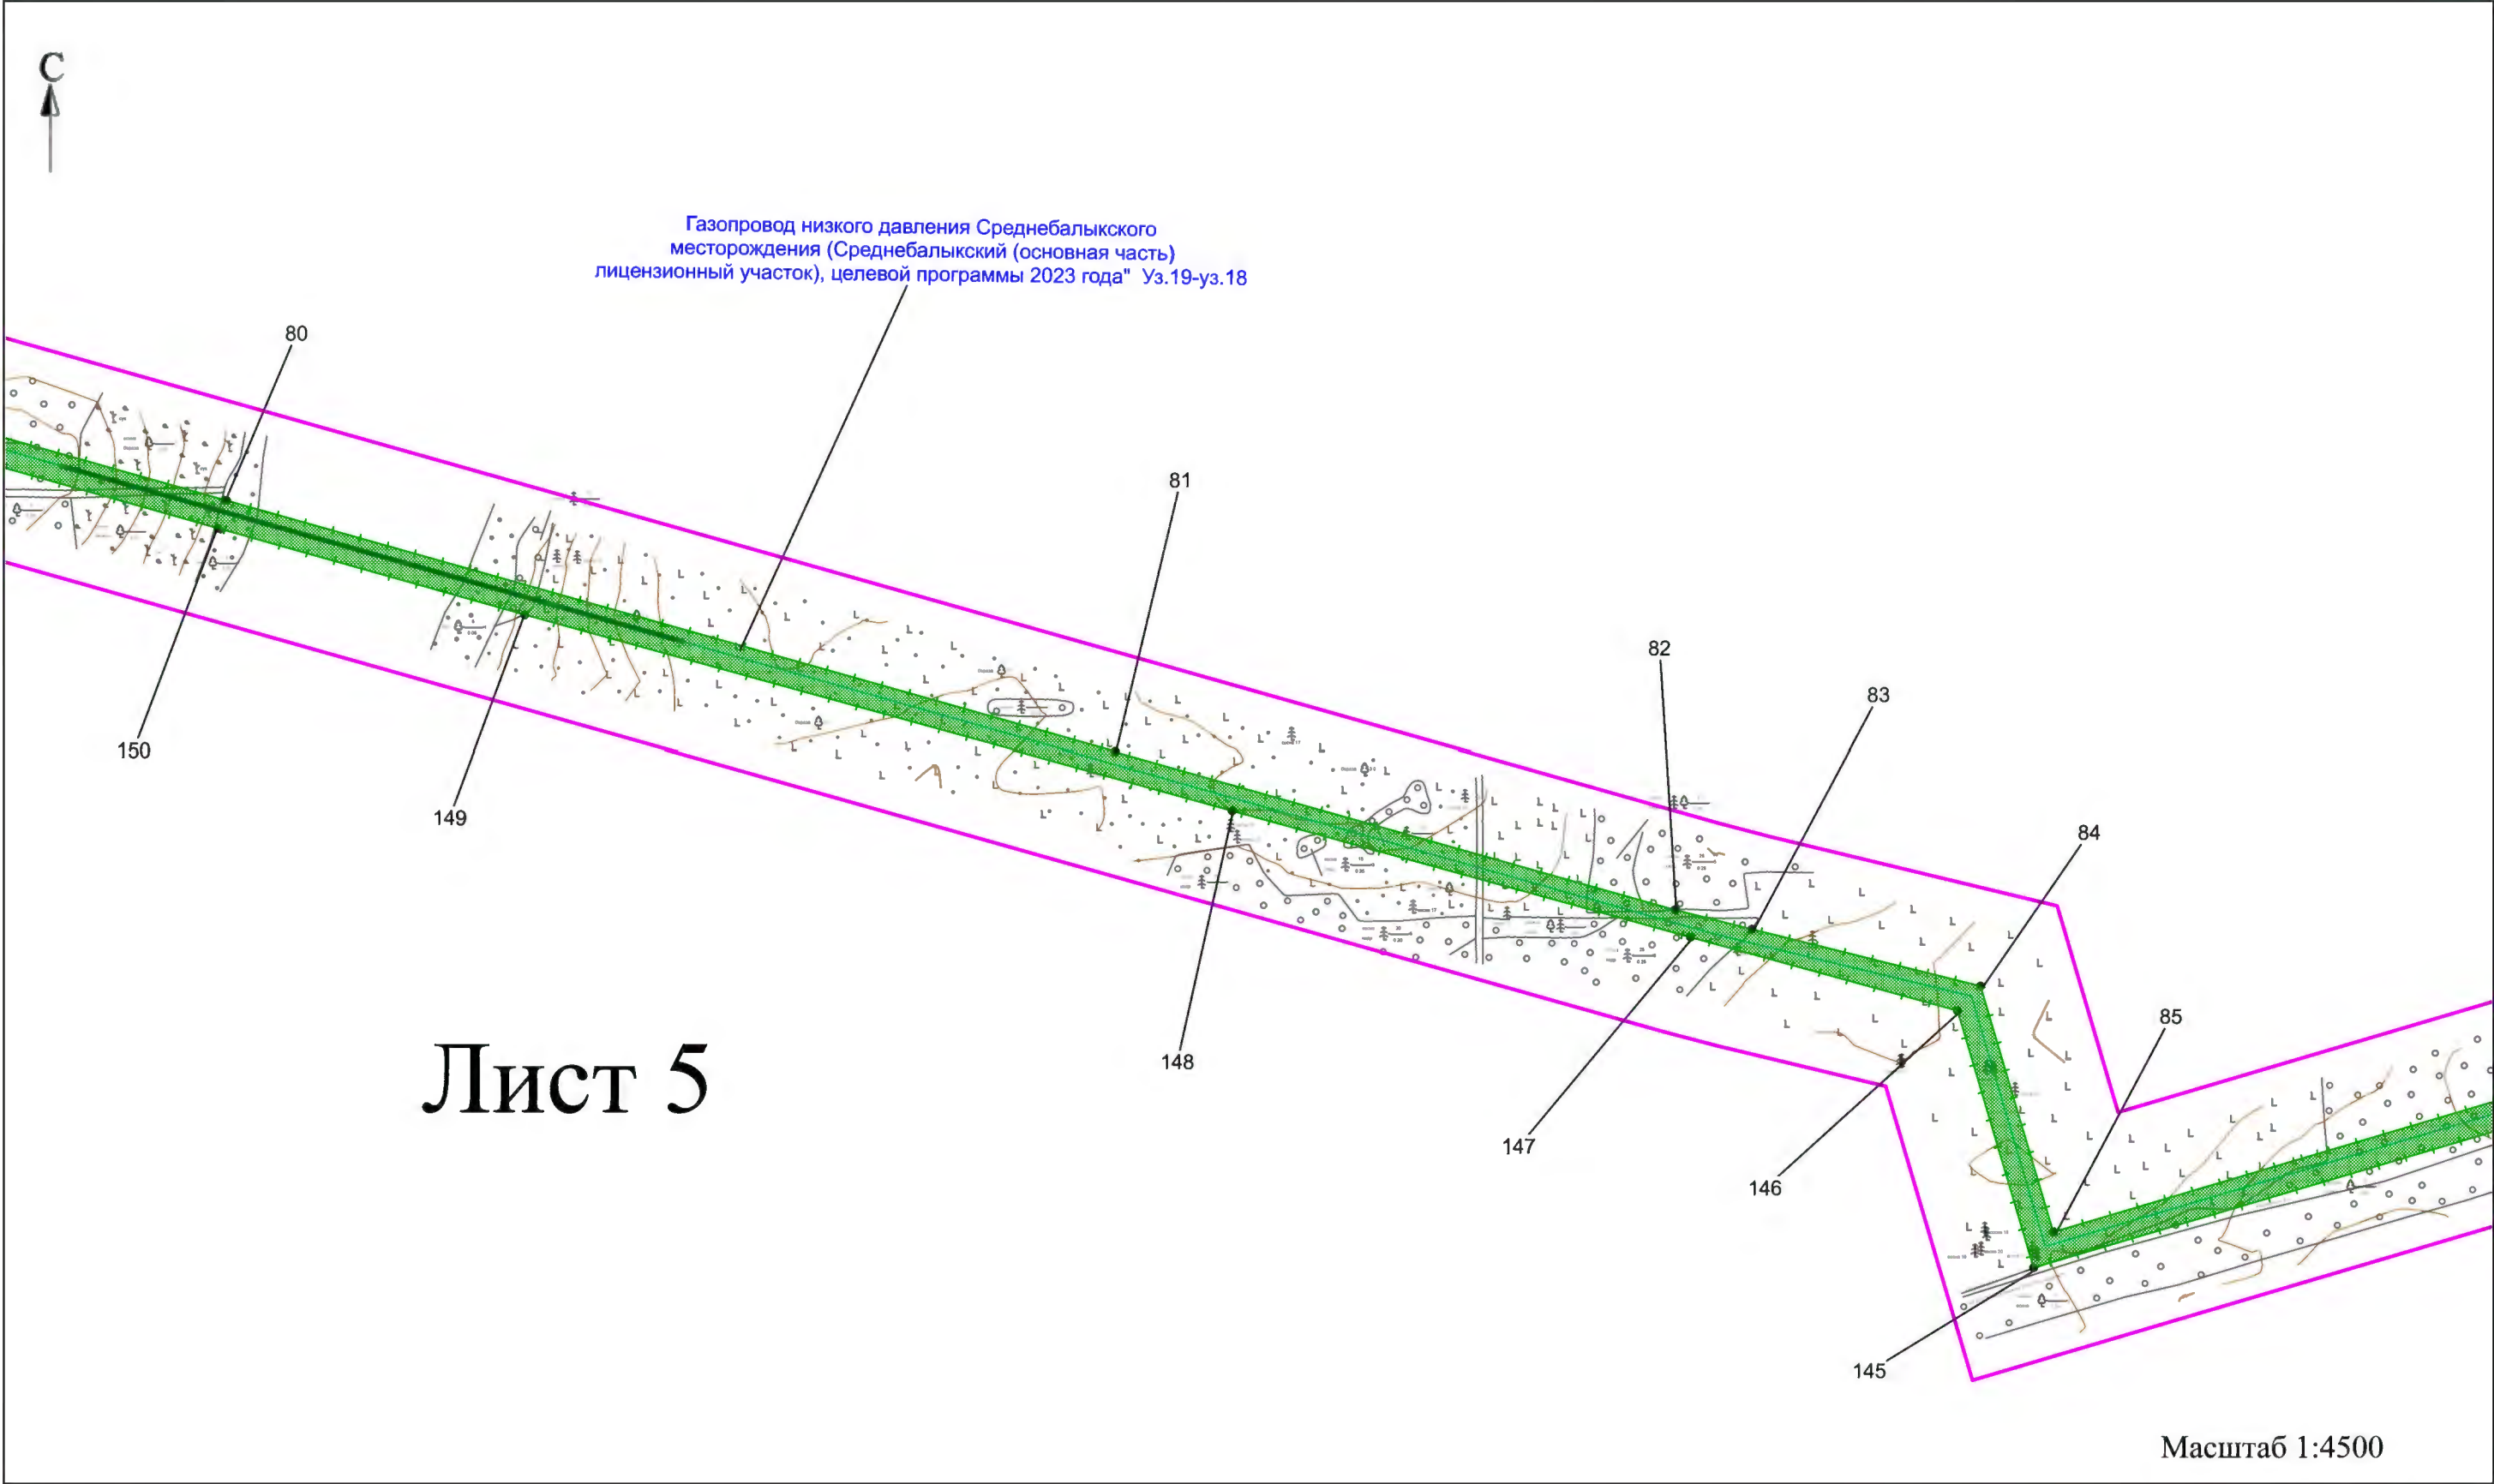 С
Газопровод низкого давления Среднебалыкского
месторождения (Среднебалыкский (основная часть)
лицензионный участок), целевой программы 2023 года" Уз.19-уз.18
80
81
82
83
84
85
150
149
148
147
146
145
Лист 5
Масштаб 1:4500